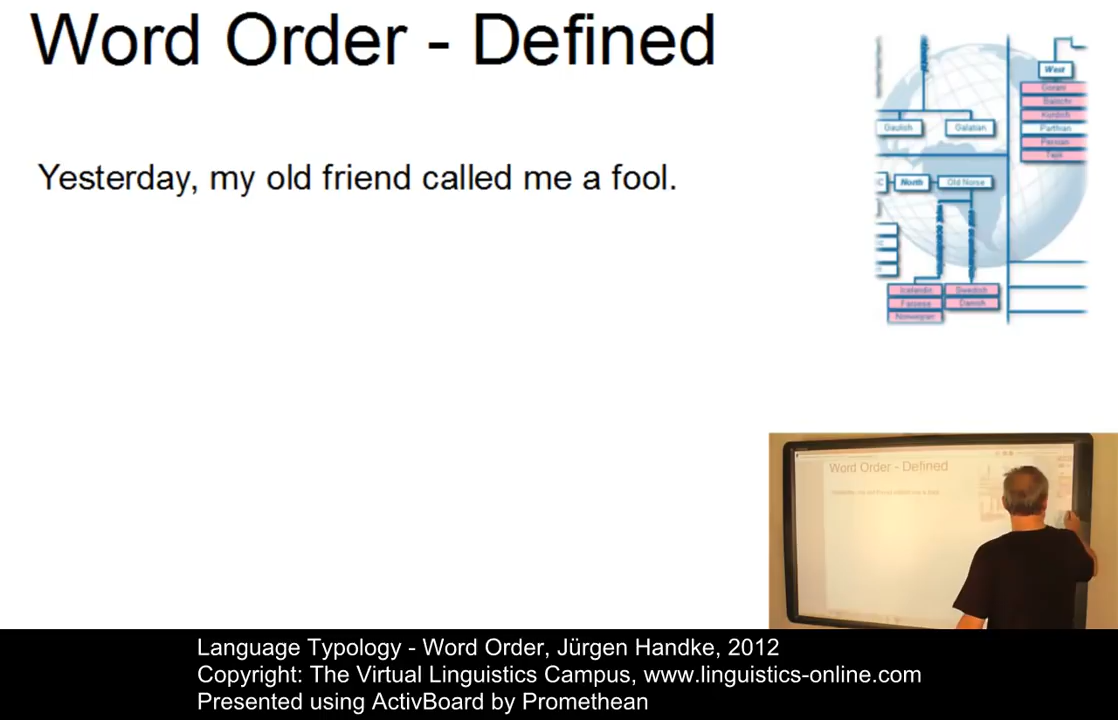 Word Order - Defined
Yesterday, my old friend called me a fool.
West
Gorani
Balochi
Kurdish
Parthian
Persian
Tajik
Gaulish
Galatian
North
Old Norse
Icelandic
Faroese
Norwegian
Swedish
Danish
Word Order - Defined
Language Typology - Word Order, Jürgen Handke, 2012
Copyright: The Virtual Linguistics Campus, www.linguistics-online.com
Presented using ActivBoard by Promethean